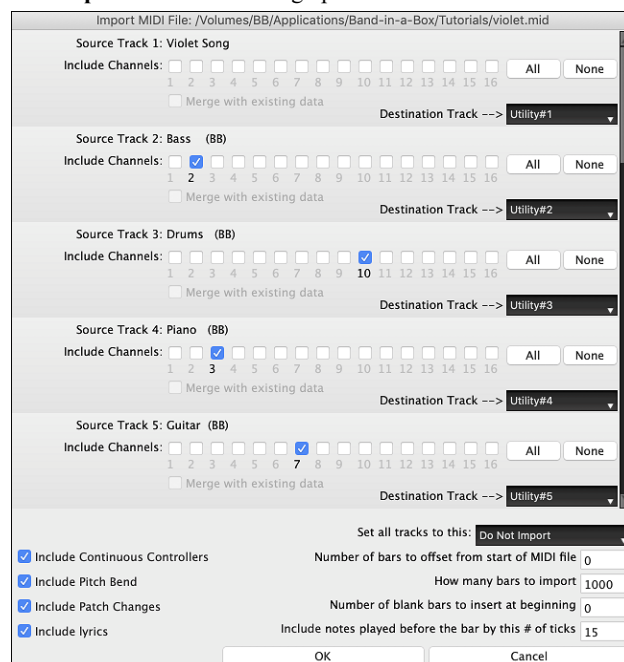 Import MIDI File: /Volumes/BB/Applications/Band-in-a-Box/Tutorials/violet.mid
Source Track 1: Violet Song
Include Channels: All None
1 2 3 4 5 6 7 8 9 10 11 12 13 14 15 16
Merge with existing data
Destination Track --> Utility#1
Source Track 2: Bass (BB)
Include Channels: All None
1 2 3 4 5 6 7 8 9 10 11 12 13 14 15 16
Merge with existing data
Destination Track --> Utility#2
Source Track 3: Drums (BB)
Include Channels: All None
1 2 3 4 5 6 7 8 9 10 11 12 13 14 15 16
Merge with existing data
Destination Track --> Utility#3
Source Track 4: Piano (BB)
Include Channels: All None
1 2 3 4 5 6 7 8 9 10 11 12 13 14 15 16
Merge with existing data
Destination Track --> Utility#4
Source Track 5: Guitar (BB)
Include Channels: All None
1 2 3 4 5 6 7 8 9 10 11 12 13 14 15 16
Merge with existing data
Destination Track --> Utility#5
Set all tracks to this: Do Not Import
Include Continuous Controllers Number of bars to offset from start of MIDI file 0
Include Pitch Bend How many bars to import 1000
Include Patch Changes Number of blank bars to insert at beginning 0
Include lyrics Include notes played before the bar by this # of ticks 15
OK Cancel